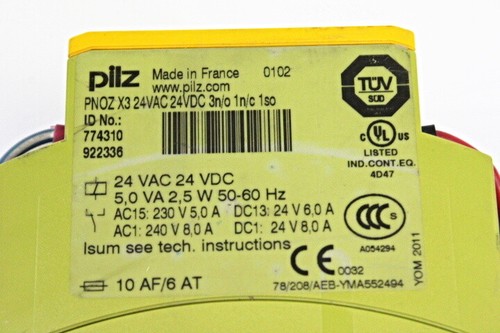 pilz Made in France 0102
www.pilz.com
PNOZ X3 24VAC 24VDC 3n/o 1n/c 1so
ID No.:
774310
922336
TÜV
SÜD
C UL US
LISTED
IND.CONT.EQ.
4D47
24 VAC 24 VDC
5,0 VA 2,5 W 50-60 Hz
AC15: 230 V 5,0 A DC13: 24 V 6,0 A
AC1: 240 V 8,0 A DC1: 24 V 8,0 A
Isum see tech. instructions
CCC S
A054294
CE 0032
10 AF/6 AT
78/208/AEB-YMA552494
YOM 2011